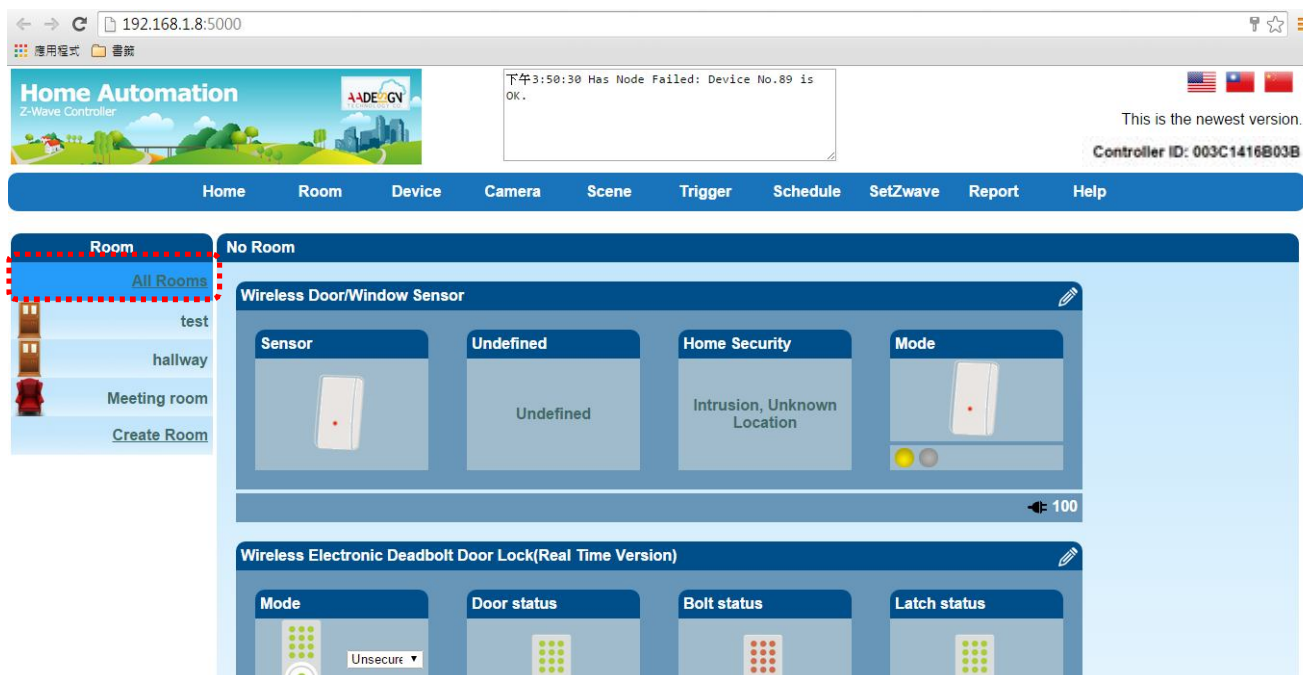 192.168.1.8:5000
應用程式 書籤
Home Automation
Z-Wave Controller
AADESIGN
TECHNOLOGY CO
下午3:50:30 Has Node Failed: Device No.89 is
OK.
This is the newest version.
Controller ID: 003C1416B03B
Home Room Device Camera Scene Trigger Schedule SetZwave Report Help
Room
All Rooms
test
hallway
Meeting room
Create Room
No Room
Wireless Door/Window Sensor
Sensor Undefined Home Security Mode
Undefined
Intrusion, Unknown
Location
100
Wireless Electronic Deadbolt Door Lock(Real Time Version)
Mode Door status Bolt status Latch status
Unsecure